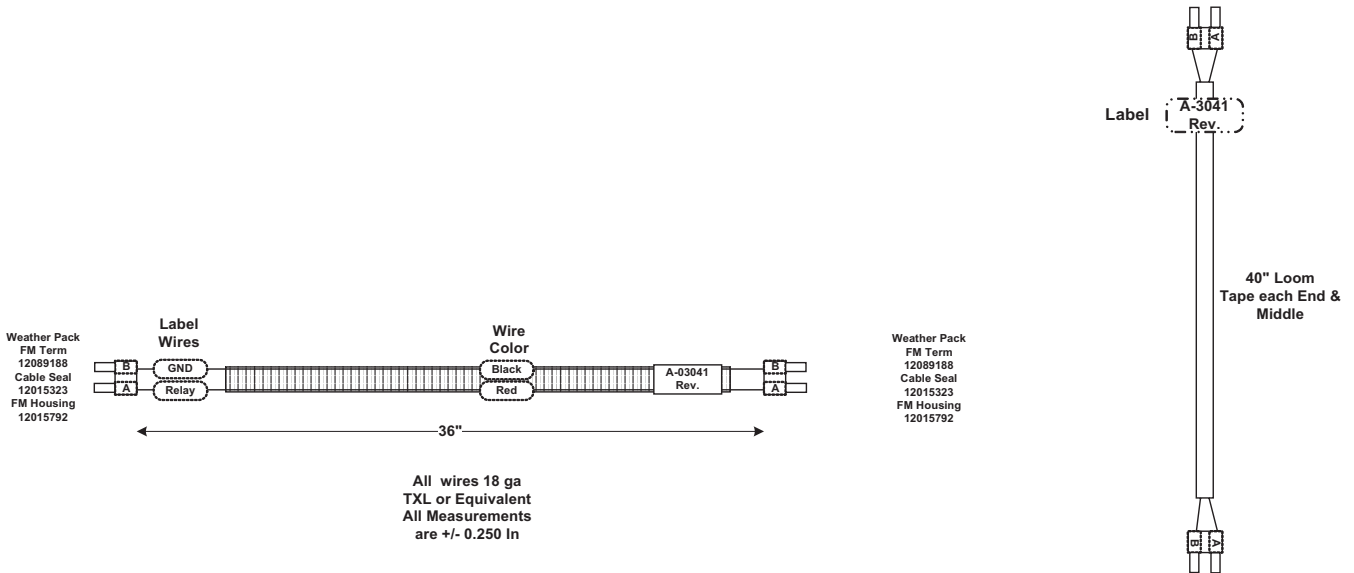 Weather Pack
FM Term
12089188
Cable Seal
12015323
FM Housing
12015792
Label
Wires
B
GND
A
Relay
Wire
Color
Black
Red
A-03041
Rev.
B
A
36"
All wires 18 ga
TXL or Equivalent
All Measurements
are +/- 0.250 In
Weather Pack
FM Term
12089188
Cable Seal
12015323
FM Housing
12015792
B A
Label
A-3041
Rev.
40" Loom
Tape each End &
Middle
B A